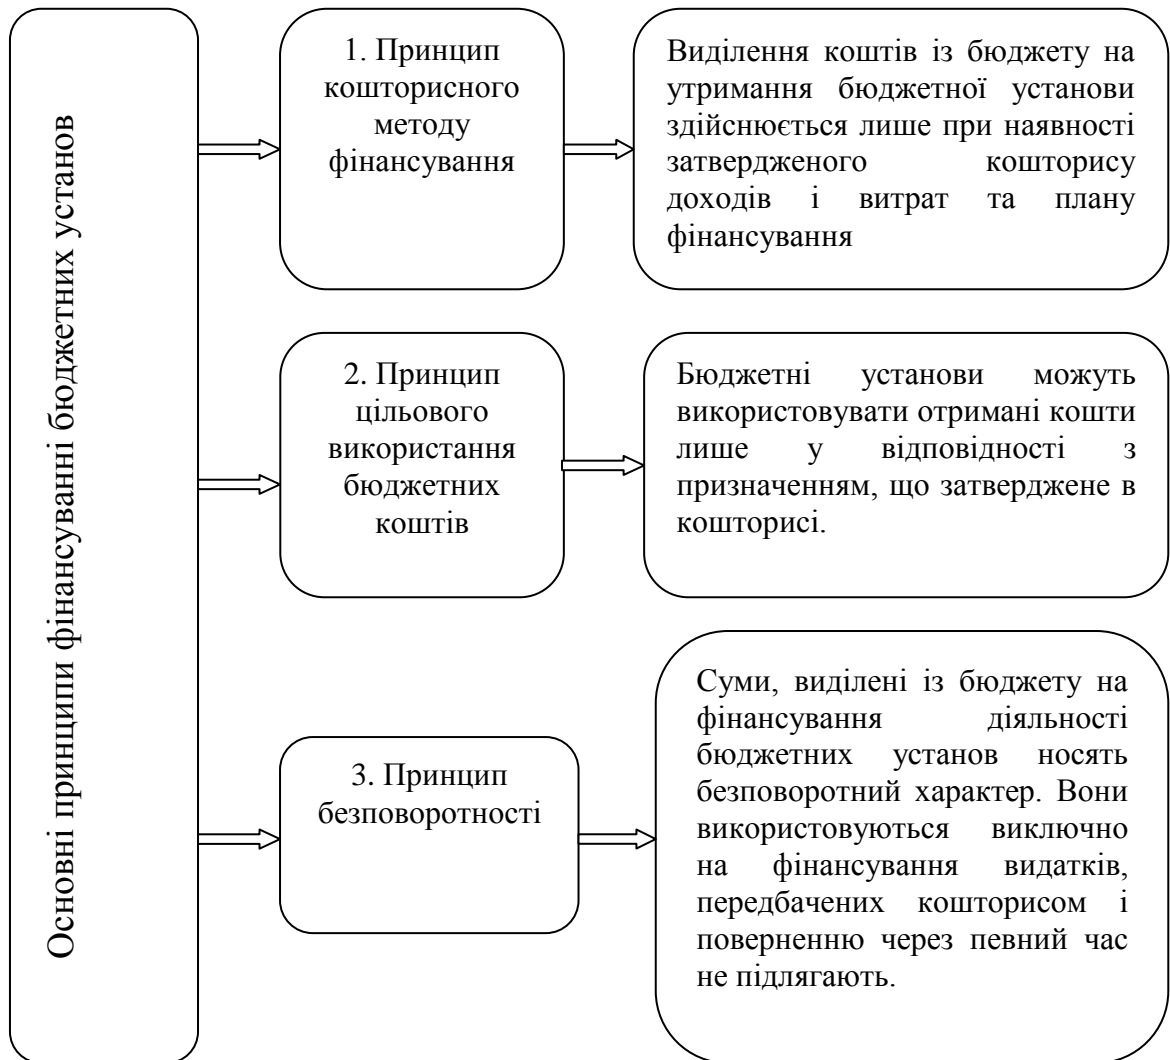 Основні принципи фінансуванні бюджетних установ
1. Принцип
кошторисного
методу
фінансування
Виділення коштів із бюджету на
утримання бюджетної установи
здійснюється лише при наявності
затвердженого кошторису
доходів і витрат та плану
фінансування
2. Принцип
цільового
використання
бюджетних
коштів
Бюджетні установи можуть
використовувати отримані кошти
лише у відповідності з
призначенням, що затверджене в
кошторисі.
3. Принцип
безповоротності
Суми, виділені із бюджету на
фінансування діяльності
бюджетних установ носять
безповоротний характер. Вони
використовуються виключно
на фінансування видатків,
передбачених кошторисом і
поверненню через певний час
не підлягають.